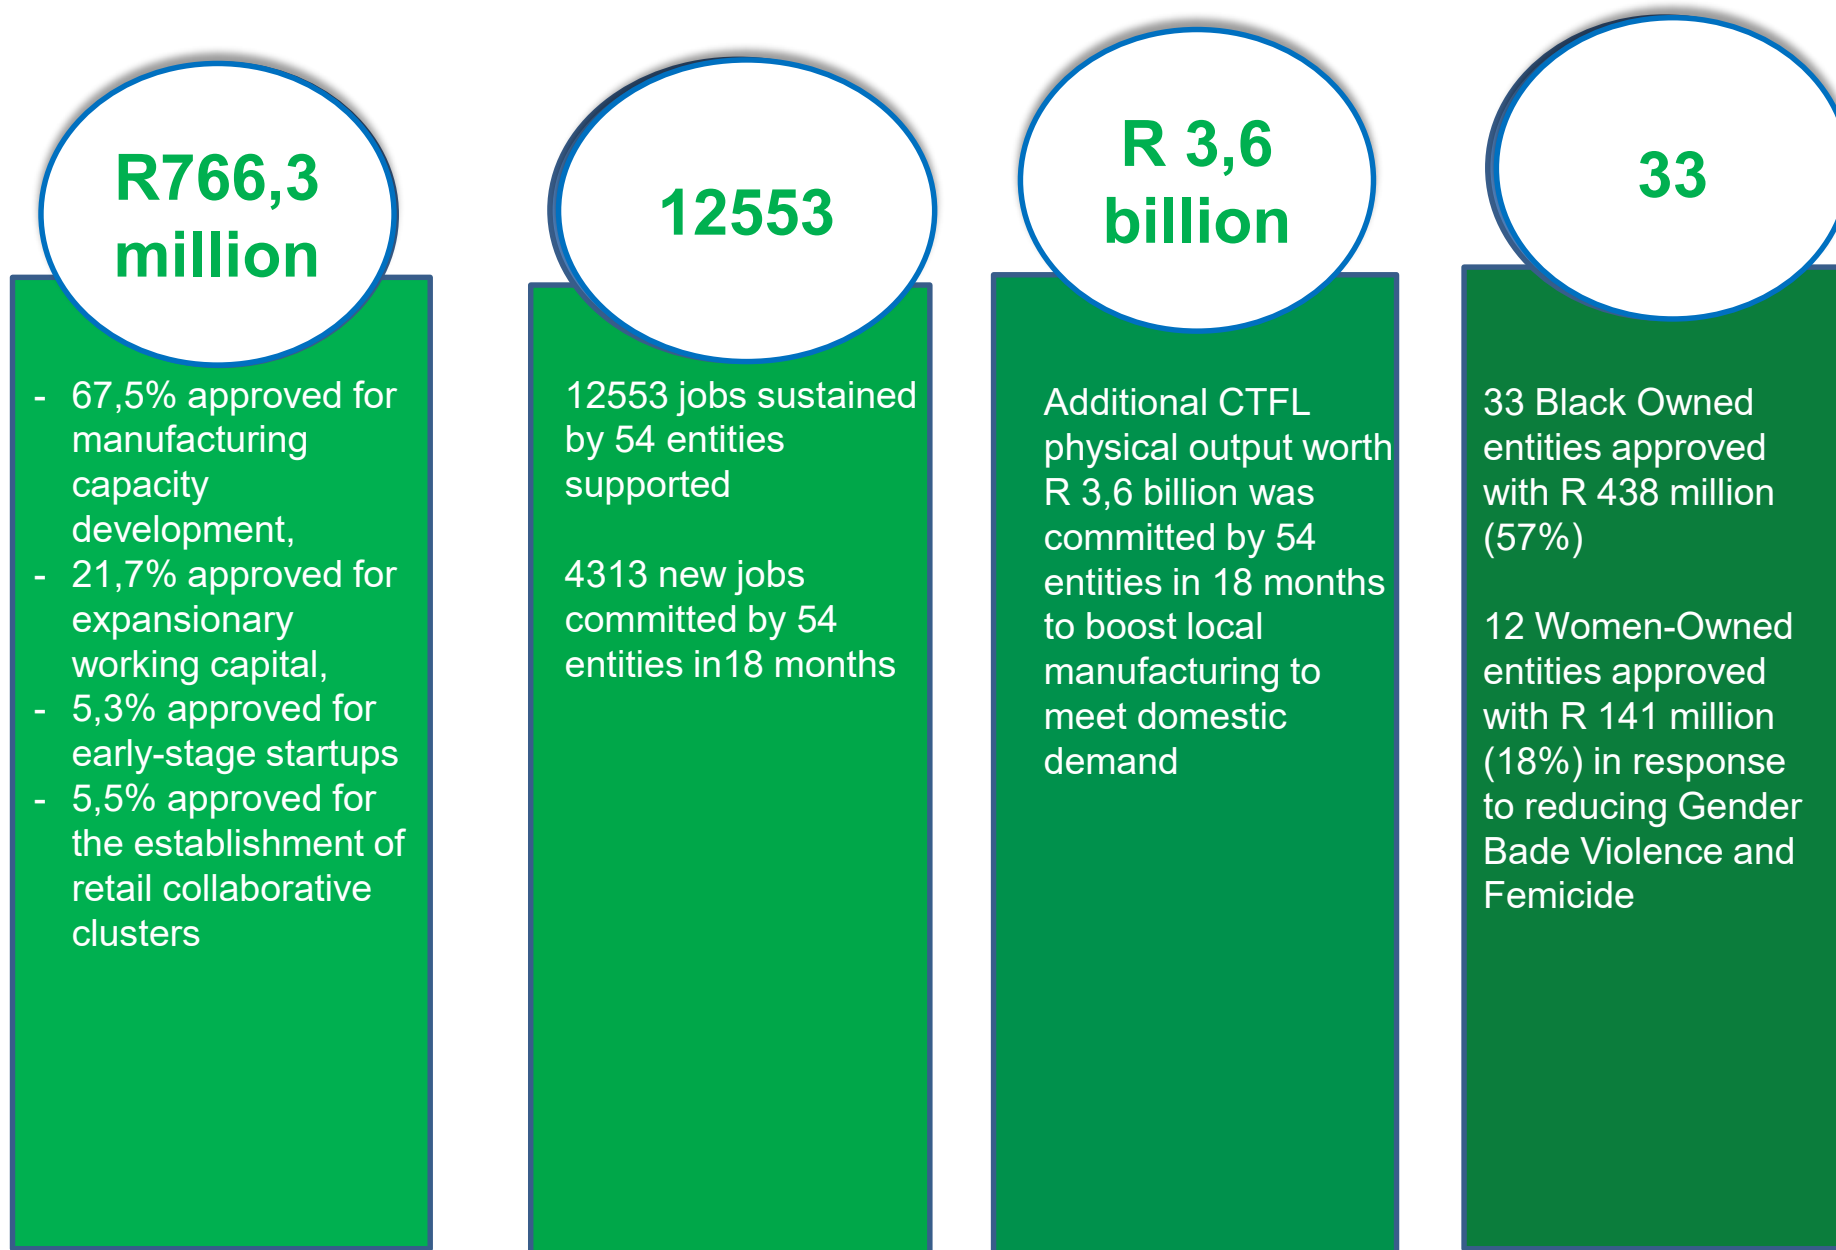 R766,3
million
- 67,5% approved for
manufacturing
capacity
development,
- 21,7% approved for
expansionary
working capital,
- 5,3% approved for
early-stage startups
- 5,5% approved for
the establishment of
retail collaborative
clusters
12553
12553 jobs sustained
by 54 entities
supported
4313 new jobs
committed by 54
entities in18 months
R 3,6
billion
Additional CTFL
physical output worth
R 3,6 billion was
committed by 54
entities in 18 months
to boost local
manufacturing to
meet domestic
demand
33
33 Black Owned
entities approved
with R 438 million
(57%)
12 Women-Owned
entities approved
with R 141 million
(18%) in response
to reducing Gender
Bade Violence and
Femicide